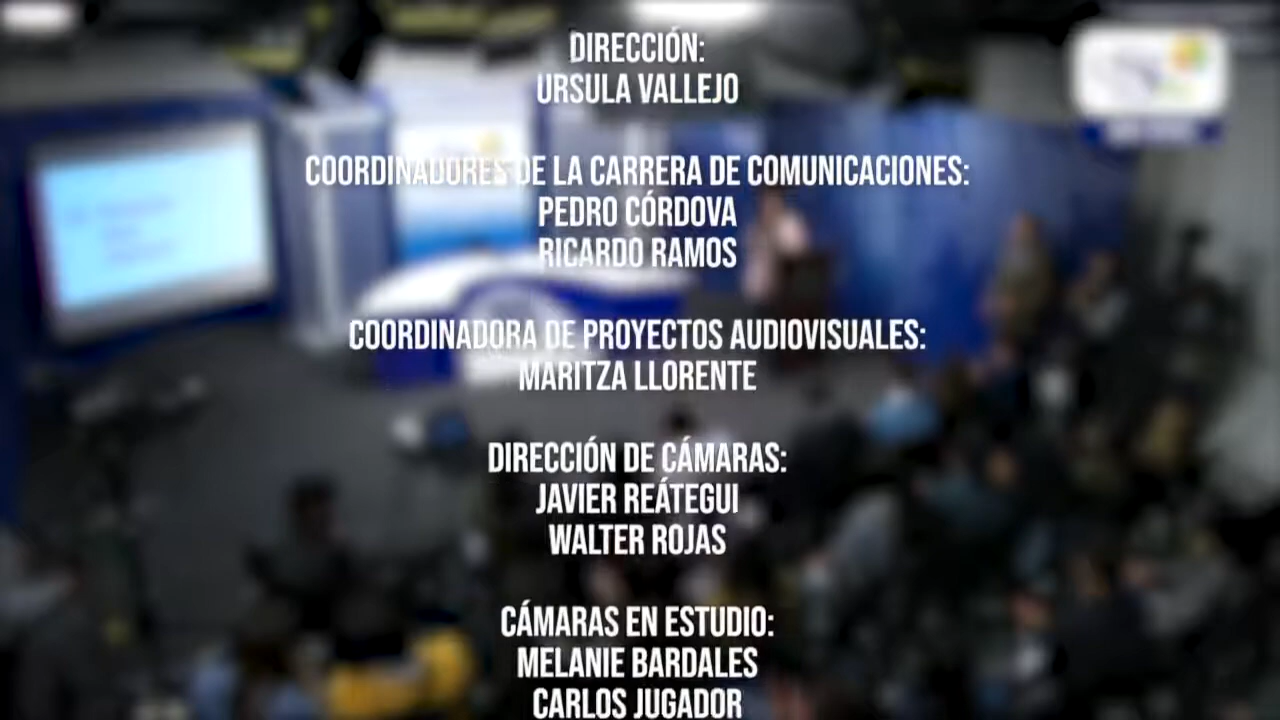 DIRECCIÓN:
URSULA VALLEJO
COORDINADORES DE LA CARRERA DE COMUNICACIONES:
PEDRO CÓRDOVA
RICARDO RAMOS
COORDINADORA DE PROYECTOS AUDIOVISUALES:
MARITZA LLORENTE
DIRECCIÓN DE CÁMARAS:
JAVIER REÁTEGUI
WALTER ROJAS
CÁMARAS EN ESTUDIO:
MELANIE BARDALES
CARLOS JUGADOR